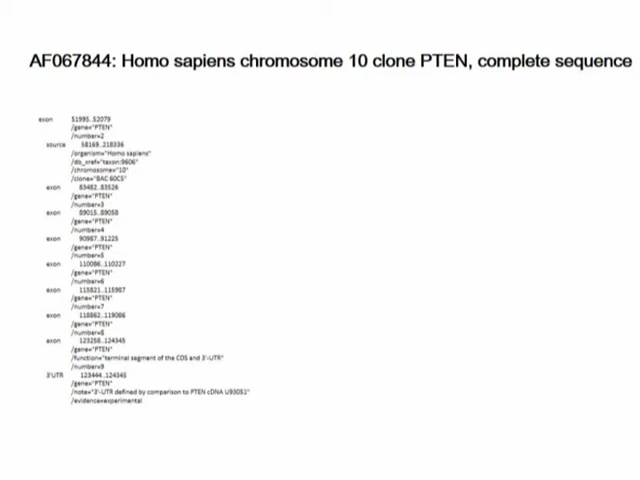 AF067844: Homo sapiens chromosome 10 clone PTEN, complete sequence
exon 51995..52079
/gene="PTEN"
/number=2
source 58169..218336
/organism="Homo sapiens"
/db_xref="taxon:9606"
/chromosome="10"
/clone="BAC 60C5"
exon 83482..83526
/gene="PTEN"
/number=3
exon 89015..89058
/gene="PTEN"
/number=4
exon 90987..91225
/gene="PTEN"
/number=5
exon 110086..110227
/gene="PTEN"
/number=6
exon 115821..115987
/gene="PTEN"
/number=7
exon 118862..119086
/gene="PTEN"
/number=8
exon 123258..124345
/gene="PTEN"
/function="terminal segment of the CDS and 3'-UTR"
/number=9
3'UTR 123444..124345
/gene="PTEN"
/note="3'-UTR defined by comparison to PTEN cDNA U93051"
/evidence=experimental